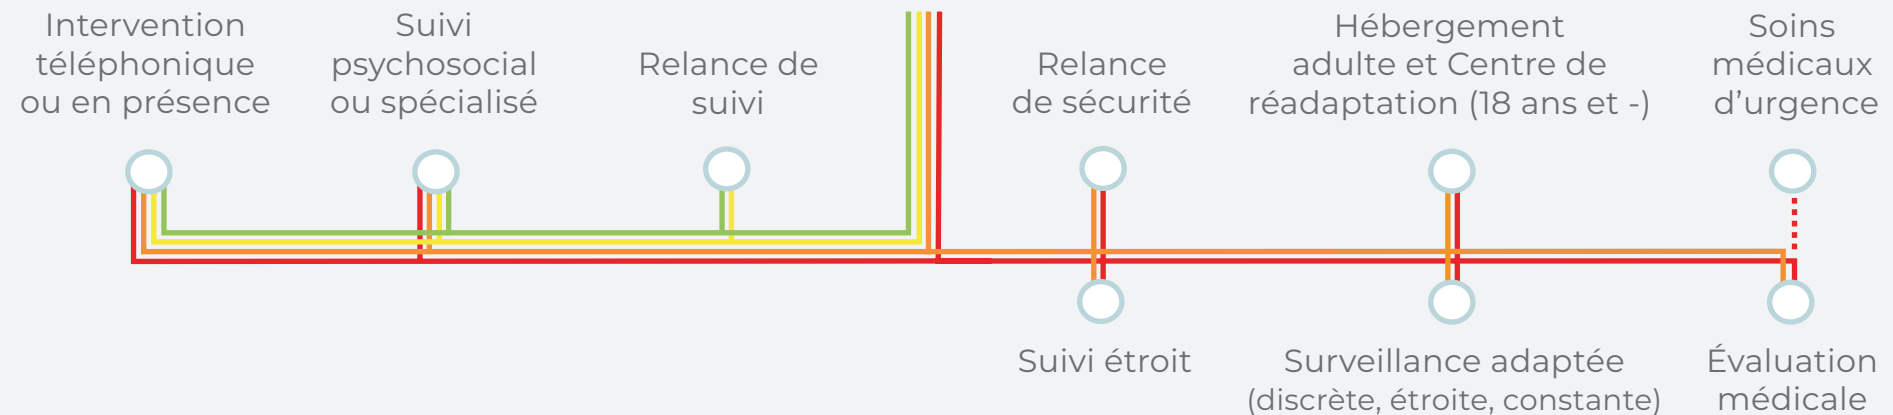 Intervention
téléphonique
ou en présence
Suivi
psychosocial
ou spécialisé
Relance de
suivi
Relance
de sécurité
Hébergement
adulte et Centre de
réadaptation (18 ans et -)
Soins
médicaux
d’urgence
Suivi étroit
Surveillance adaptée
(discrète, étroite, constante)
Évaluation
médicale